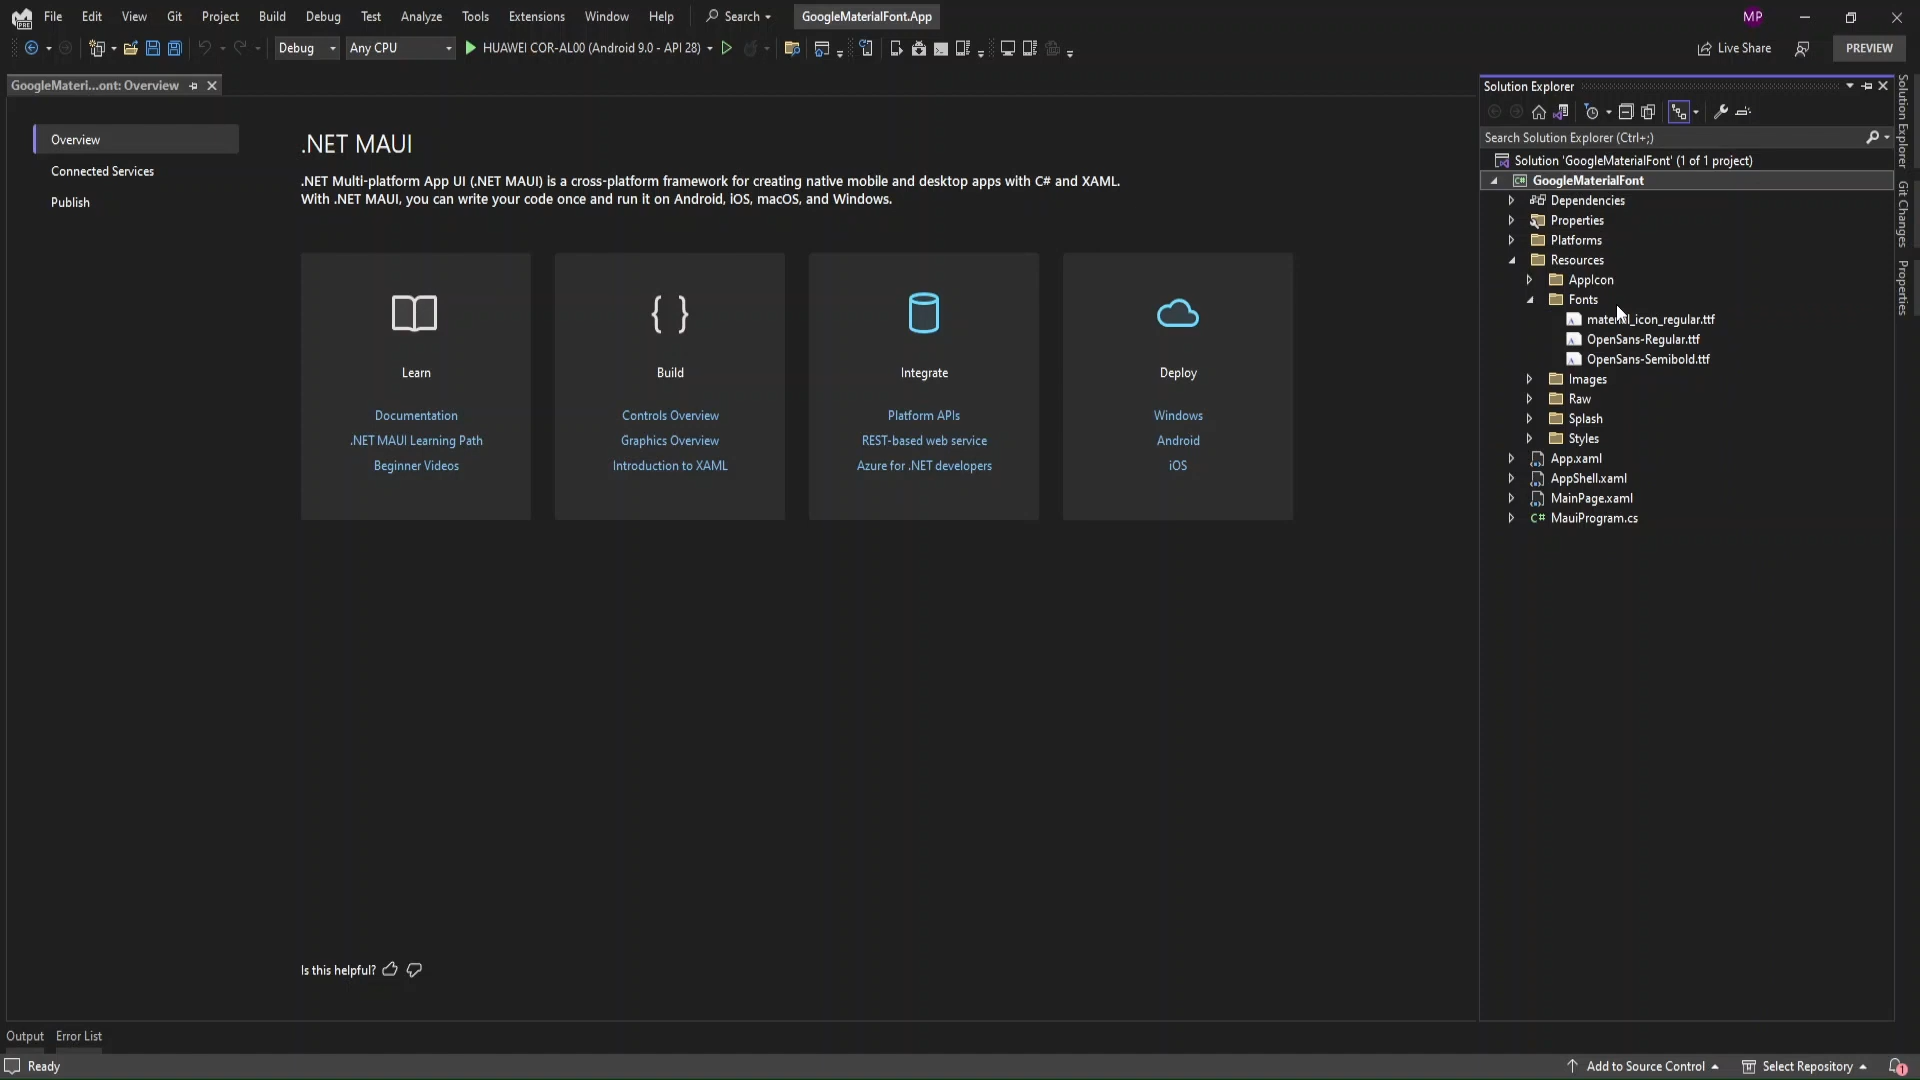 File Edit View Git Project Build Debug Test Analyze Tools Extensions Window Help Search GoogleMaterialFont.App MP
Debug Any CPU HUAWEI COR-AL00 (Android 9.0 - API 28) Live Share PREVIEW
GoogleMateri...ont: Overview
Overview
Connected Services
Publish
.NET MAUI
.NET Multi-platform App UI (.NET MAUI) is a cross-platform framework for creating native mobile and desktop apps with C# and XAML.
With .NET MAUI, you can write your code once and run it on Android, iOS, macOS, and Windows.
Learn
Documentation
.NET MAUI Learning Path
Beginner Videos
{ }
Build
Controls Overview
Graphics Overview
Introduction to XAML
Integrate
Platform APIs
REST-based web service
Azure for .NET developers
Deploy
Windows
Android
iOS
Is this helpful?
Solution Explorer
Search Solution Explorer (Ctrl+;)
Solution 'GoogleMaterialFont' (1 of 1 project)
C# GoogleMaterialFont
Dependencies
Properties
Platforms
Resources
AppIcon
Fonts
material_icon_regular.ttf
OpenSans-Regular.ttf
OpenSans-Semibold.ttf
Images
Raw
Splash
Styles
App.xaml
AppShell.xaml
MainPage.xaml
C# MauiProgram.cs
Solution Explorer
Git Changes
Properties
Output Error List
Ready Add to Source Control Select Repository 1